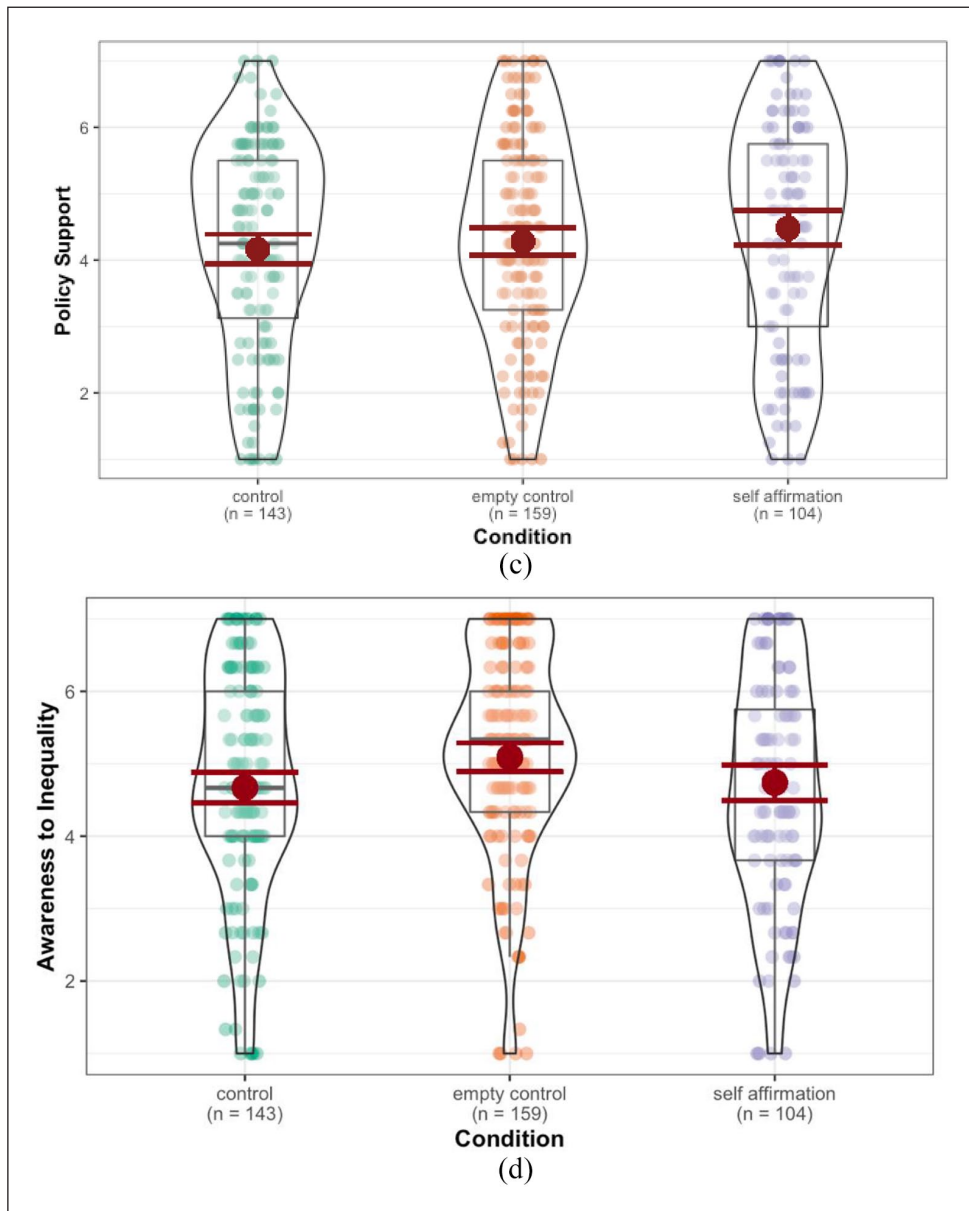 Policy Support
6
4
2
control
(n = 143)
empty control
(n = 159)
self affirmation
(n = 104)
Condition
(c)
Awareness to Inequality
6
4
2
control
(n = 143)
empty control
(n = 159)
self affirmation
(n = 104)
Condition
(d)